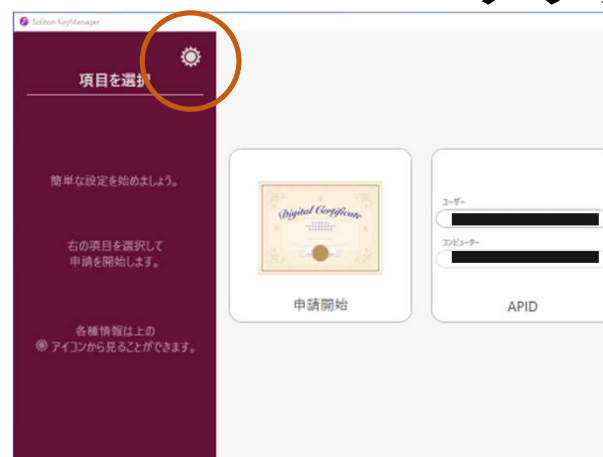 Soliton KeyManager
項目を選択
簡単な設定を始めましょう。
右の項目を選択して
申請を開始します。
各種情報は上の
アイコンから見ることができます。
Digital Certificate
申請開始
ユーザー
コンピューター
APID